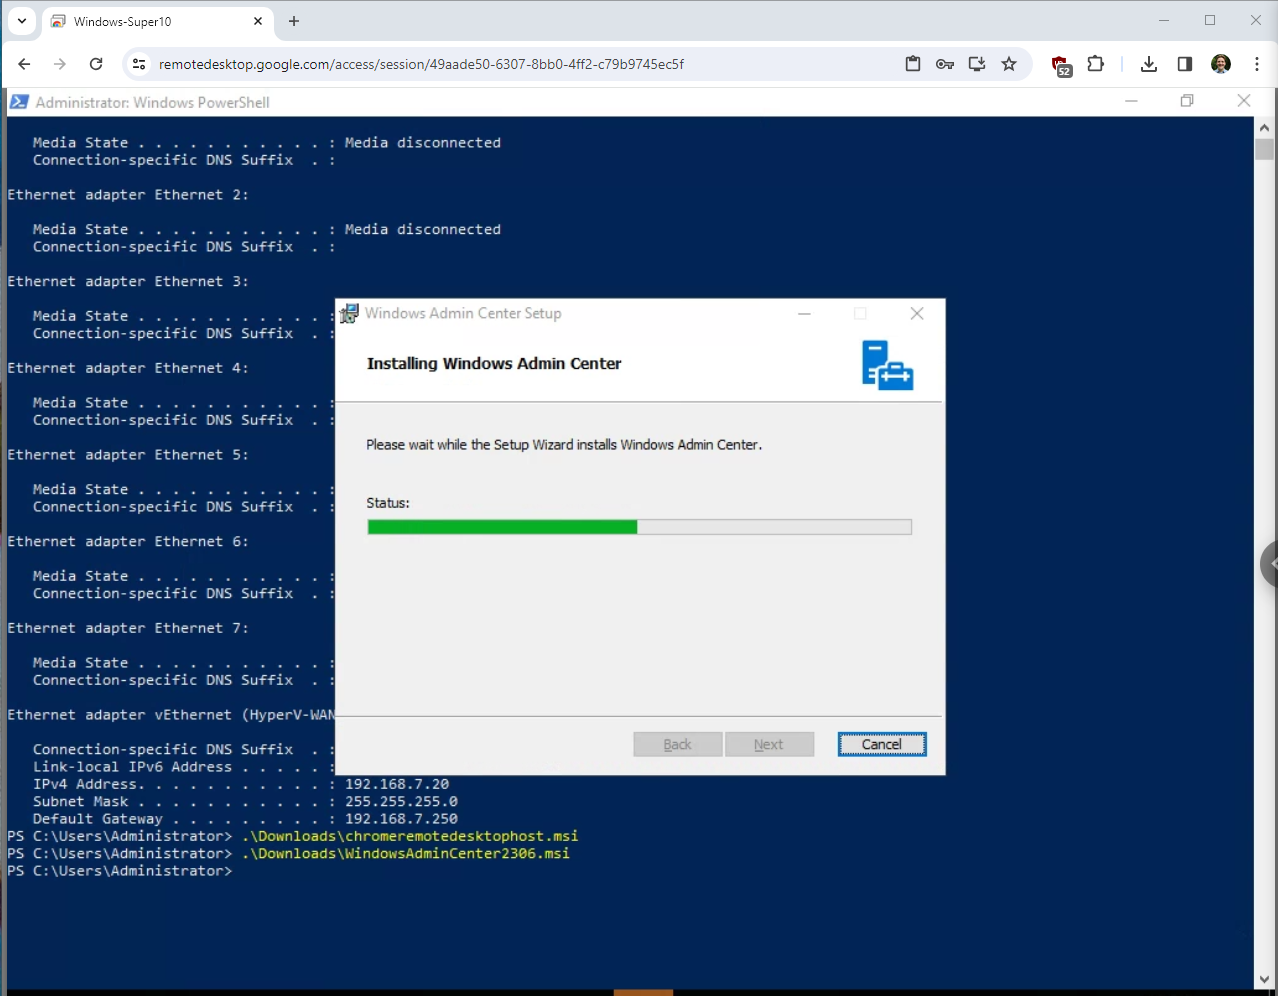 Windows-Super10
remotedesktop.google.com/access/session/49aade50-6307-8bb0-4ff2-c79b9745ec5f
52
Administrator: Windows PowerShell
Media State . . . . . . . . . . . : Media disconnected
Connection-specific DNS Suffix  . :
Ethernet adapter Ethernet 2:
Media State . . . . . . . . . . . : Media disconnected
Connection-specific DNS Suffix  . :
Ethernet adapter Ethernet 3:
Media State . . . . . . . . . . . :
Connection-specific DNS Suffix  . :
Ethernet adapter Ethernet 4:
Media State . . . . . . . . . . . :
Connection-specific DNS Suffix  . :
Ethernet adapter Ethernet 5:
Media State . . . . . . . . . . . :
Connection-specific DNS Suffix  . :
Ethernet adapter Ethernet 6:
Media State . . . . . . . . . . . :
Connection-specific DNS Suffix  . :
Ethernet adapter Ethernet 7:
Media State . . . . . . . . . . . :
Connection-specific DNS Suffix  . :
Ethernet adapter vEthernet (HyperV-WAN
Connection-specific DNS Suffix  . :
Link-local IPv6 Address . . . . . :
IPv4 Address. . . . . . . . . . . : 192.168.7.20
Subnet Mask . . . . . . . . . . . : 255.255.255.0
Default Gateway . . . . . . . . . : 192.168.7.250
PS C:\Users\Administrator> .\Downloads\chromeremotedesktophost.msi
PS C:\Users\Administrator> .\Downloads\WindowsAdminCenter2306.msi
PS C:\Users\Administrator>
Windows Admin Center Setup
Installing Windows Admin Center
Please wait while the Setup Wizard installs Windows Admin Center.
Status:
Back
Next
Cancel